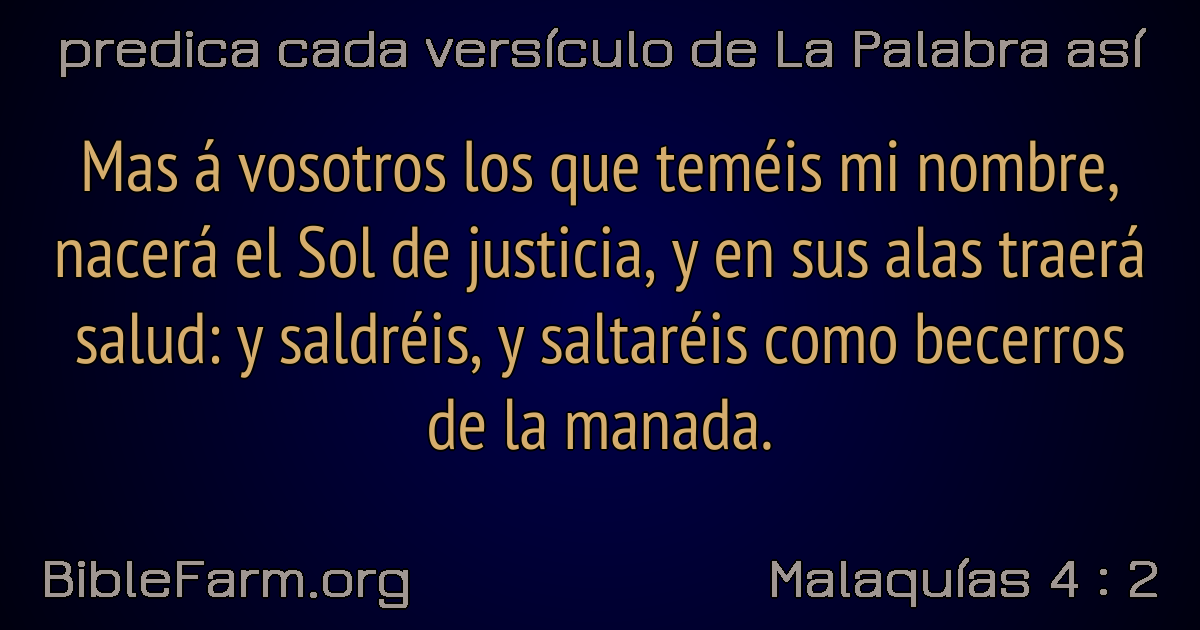 predica cada versículo de La Palabra así
Mas á vosotros los que teméis mi nombre,
nacerá el Sol de justicia, y en sus alas traerá
salud: y saldréis, y saltaréis como becerros
de la manada.
BibleFarm.org
Malaquías 4 : 2